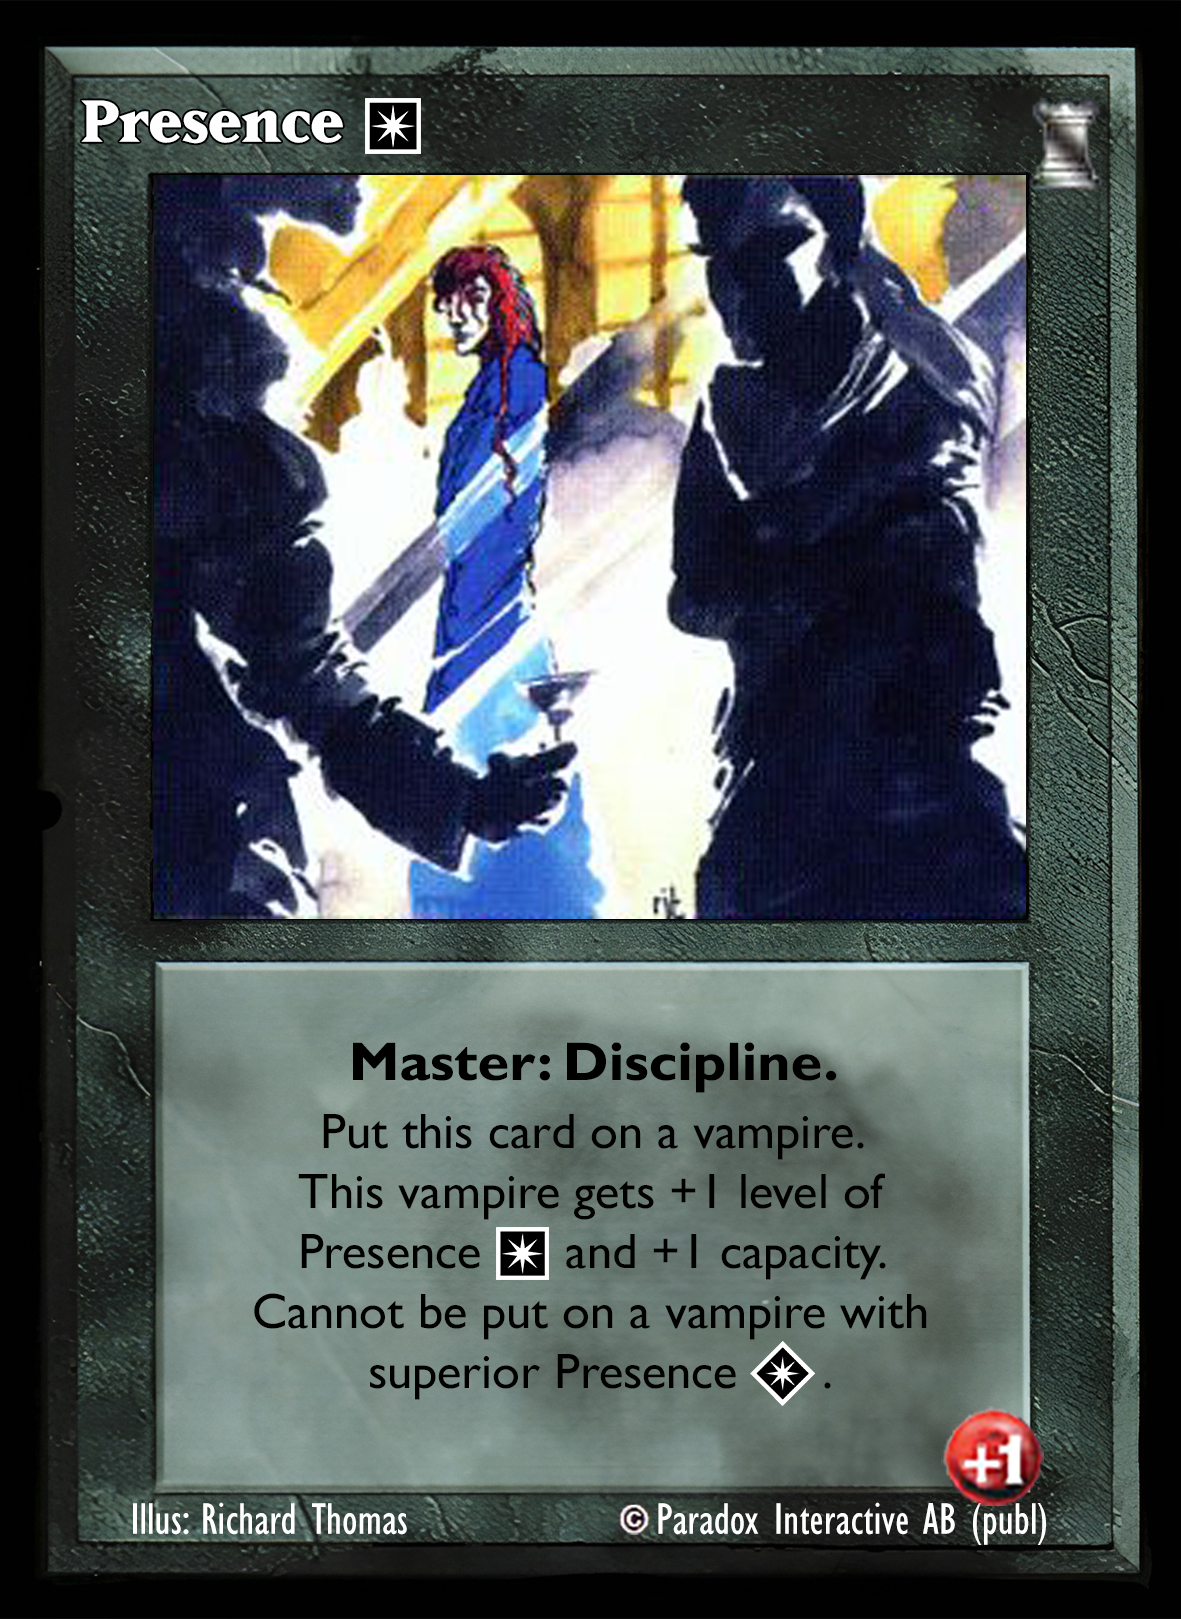 Presence
rjt
Master: Discipline.
Put this card on a vampire.
This vampire gets +1 level of
Presence and +1 capacity.
Cannot be put on a vampire with
superior Presence .
+1
Illus: Richard Thomas
© Paradox Interactive AB (publ)